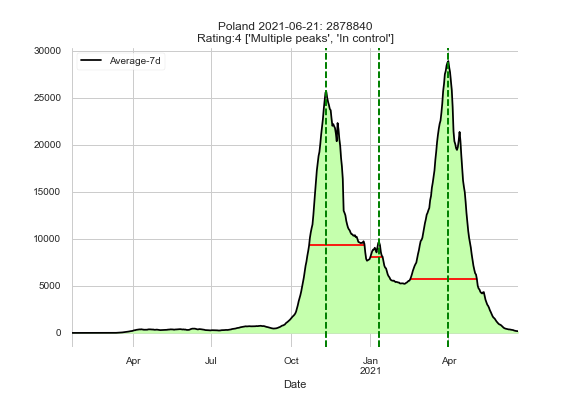 Poland 2021-06-21: 2878840
Rating:4 ['Multiple peaks', 'In control']
Average-7d
30000
25000
20000
15000
10000
5000
0
Apr
Jul
Oct
Jan
2021
Apr
Date